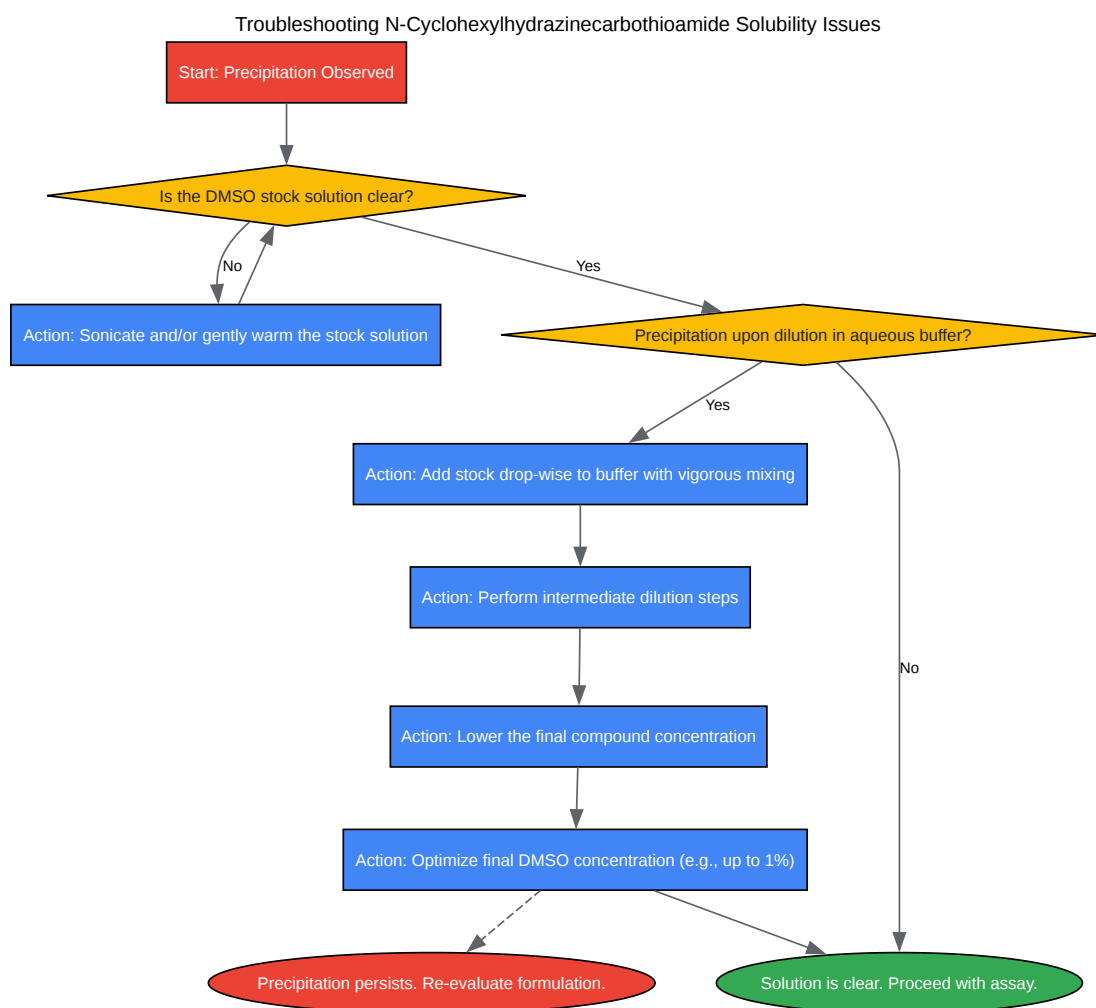 Troubleshooting N-Cyclohexylhydrazinecarbothioamide Solubility Issues
Start: Precipitation Observed
Is the DMSO stock solution clear?
No
Yes
Action: Sonicate and/or gently warm the stock solution
Precipitation upon dilution in aqueous buffer?
Yes
Action: Add stock drop-wise to buffer with vigorous mixing
Action: Perform intermediate dilution steps
No
Action: Lower the final compound concentration
Action: Optimize final DMSO concentration (e.g., up to 1%)
Precipitation persists. Re-evaluate formulation.
Solution is clear. Proceed with assay.